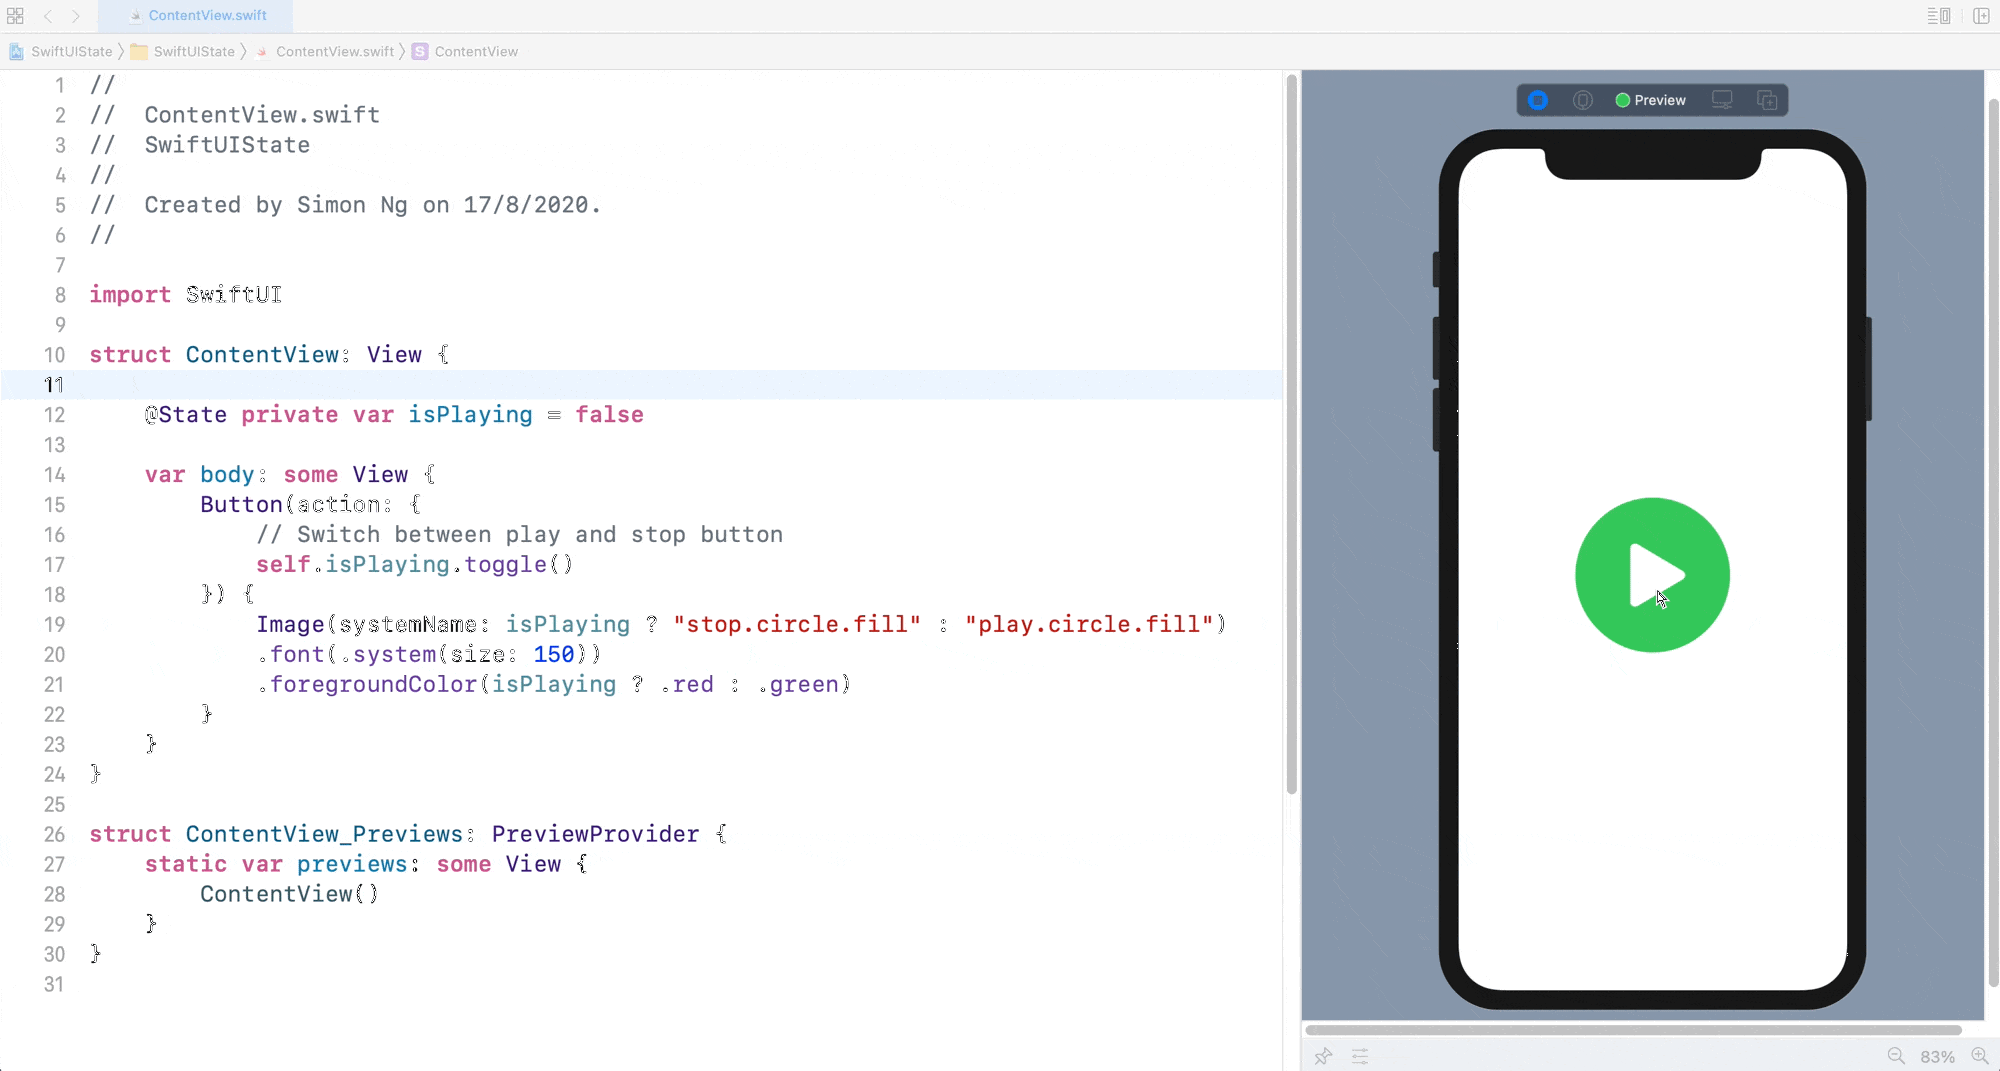 ContentView.swift
SwiftUIState 〉 SwiftUIState 〉 ContentView.swift 〉 S ContentView
1 //
2 //  ContentView.swift
3 //  SwiftUIState
4 //
5 //  Created by Simon Ng on 17/8/2020.
6 //
7
8 import SwiftUI
9
10 struct ContentView: View {
11
12     @State private var isPlaying = false
13
14     var body: some View {
15         Button(action: {
16             // Switch between play and stop button
17             self.isPlaying.toggle()
18         }) {
19             Image(systemName: isPlaying ? "stop.circle.fill" : "play.circle.fill")
20             .font(.system(size: 150))
21             .foregroundColor(isPlaying ? .red : .green)
22         }
23     }
24 }
25
26 struct ContentView_Previews: PreviewProvider {
27     static var previews: some View {
28         ContentView()
29     }
30 }
31
Preview
83%